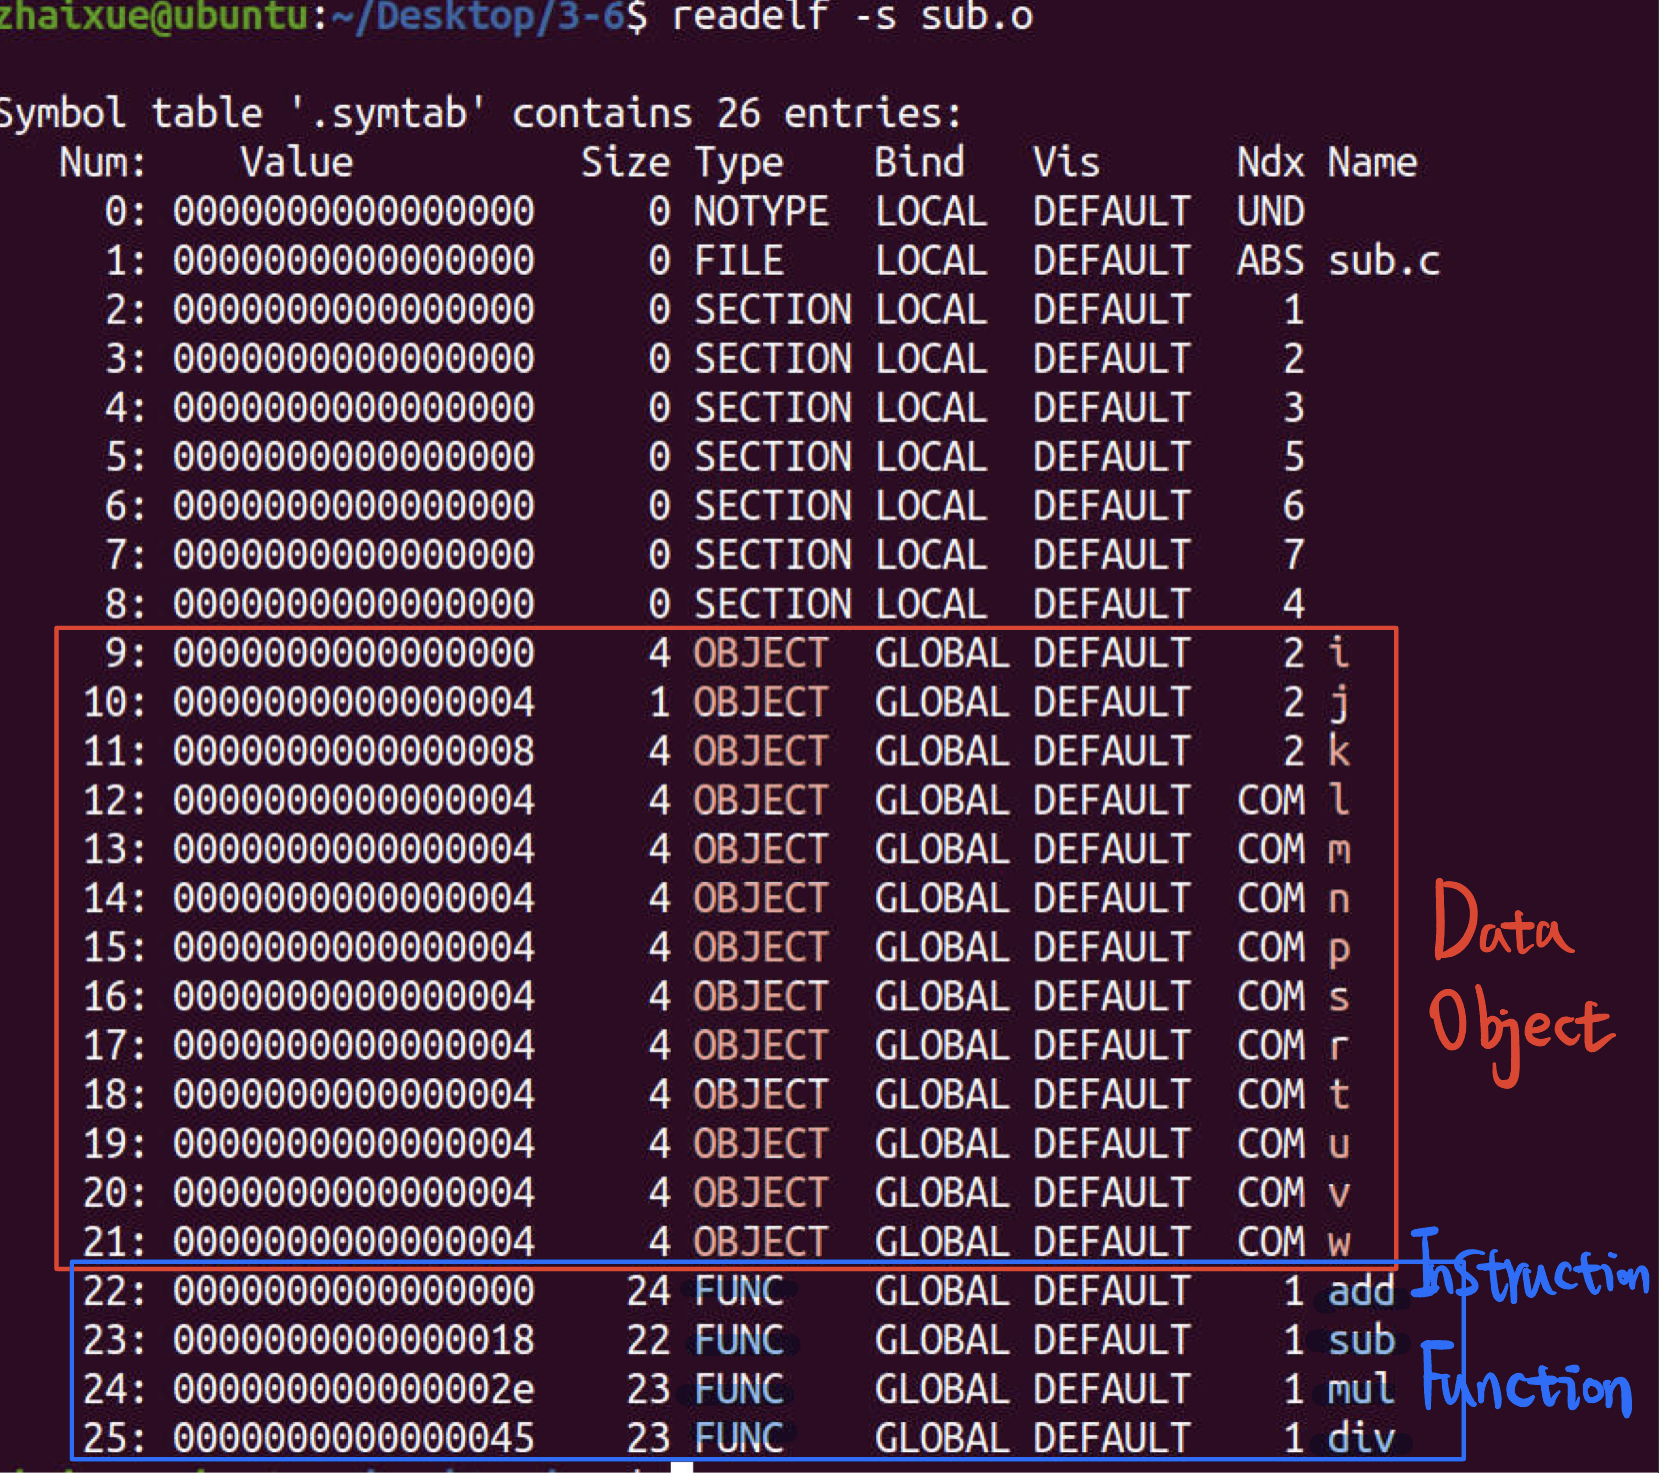 zhaixue@ubuntu:~/Desktop/3-6$ readelf -s sub.o
Symbol table '.symtab' contains 26 entries:
Num: Value Size Type Bind Vis Ndx Name
0: 0000000000000000 0 NOTYPE LOCAL DEFAULT UND
1: 0000000000000000 0 FILE LOCAL DEFAULT ABS sub.c
2: 0000000000000000 0 SECTION LOCAL DEFAULT 1
3: 0000000000000000 0 SECTION LOCAL DEFAULT 2
4: 0000000000000000 0 SECTION LOCAL DEFAULT 3
5: 0000000000000000 0 SECTION LOCAL DEFAULT 5
6: 0000000000000000 0 SECTION LOCAL DEFAULT 6
7: 0000000000000000 0 SECTION LOCAL DEFAULT 7
8: 0000000000000000 0 SECTION LOCAL DEFAULT 4
9: 0000000000000000 4 OBJECT GLOBAL DEFAULT 2 i
10: 0000000000000004 1 OBJECT GLOBAL DEFAULT 2 j
11: 0000000000000008 4 OBJECT GLOBAL DEFAULT 2 k
12: 0000000000000004 4 OBJECT GLOBAL DEFAULT COM l
13: 0000000000000004 4 OBJECT GLOBAL DEFAULT COM m
14: 0000000000000004 4 OBJECT GLOBAL DEFAULT COM n
15: 0000000000000004 4 OBJECT GLOBAL DEFAULT COM p
16: 0000000000000004 4 OBJECT GLOBAL DEFAULT COM s
17: 0000000000000004 4 OBJECT GLOBAL DEFAULT COM r
18: 0000000000000004 4 OBJECT GLOBAL DEFAULT COM t
19: 0000000000000004 4 OBJECT GLOBAL DEFAULT COM u
20: 0000000000000004 4 OBJECT GLOBAL DEFAULT COM v
21: 0000000000000004 4 OBJECT GLOBAL DEFAULT COM w
22: 0000000000000000 24 FUNC GLOBAL DEFAULT 1 add
23: 0000000000000018 22 FUNC GLOBAL DEFAULT 1 sub
24: 000000000000002e 23 FUNC GLOBAL DEFAULT 1 mul
25: 0000000000000045 23 FUNC GLOBAL DEFAULT 1 div
Data
Object
Instruction
Function